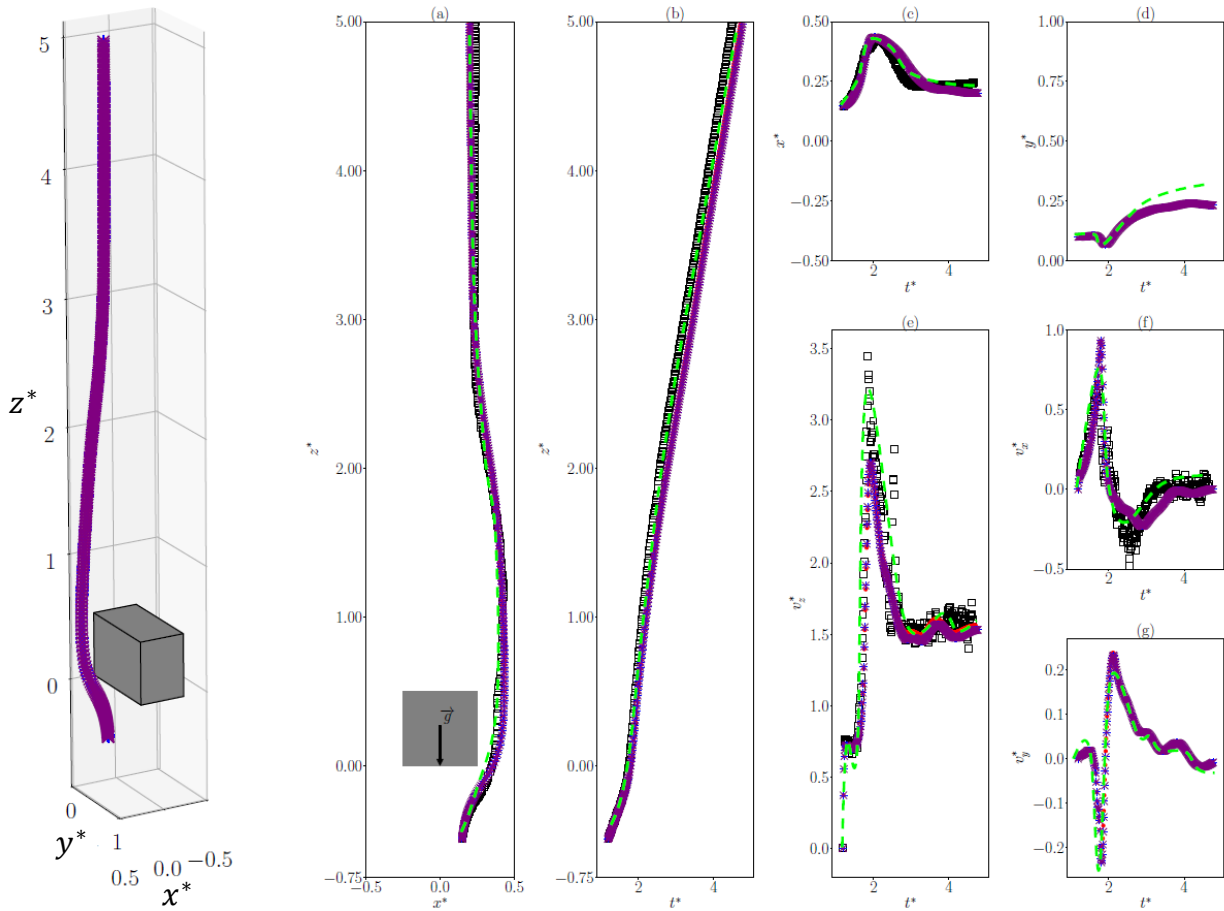 5
4
3
z*
2
1
0
0
y*
1
0.5
0.0
-0.5
x*
(a)
5.00
4.00
3.00
z*
2.00
1.00
g
0.00
−0.75
−0.5
0.0
0.5
x*
(b)
5.00
4.00
3.00
z*
2.00
1.00
0.00
−0.75
2
4
t*
(c)
0.50
0.25
x*
0.00
−0.25
−0.50
2
4
t*
(d)
1.00
0.75
y*
0.50
0.25
0.00
2
4
t*
(e)
3.5
3.0
2.5
2.0
v*z
1.5
1.0
0.5
0.0
2
4
t*
(f)
1.0
0.5
v*x
0.0
−0.5
2
4
t*
(g)
0.2
0.1
v*y
0.0
−0.1
−0.2
2
4
t*